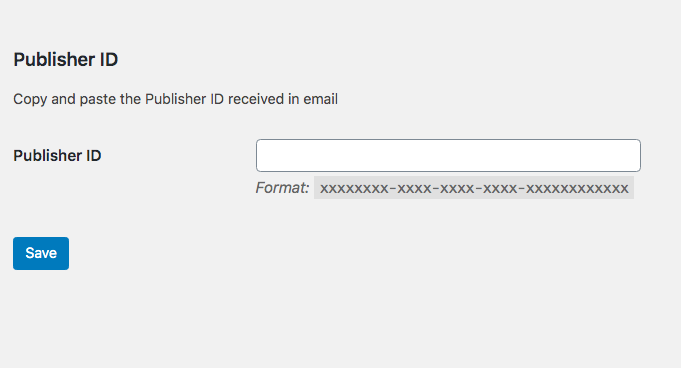 Publisher ID
Copy and paste the Publisher ID received in email
Publisher ID
Format: xxxxxxxx-xxxx-xxxx-xxxx-xxxxxxxxxxxx
Save